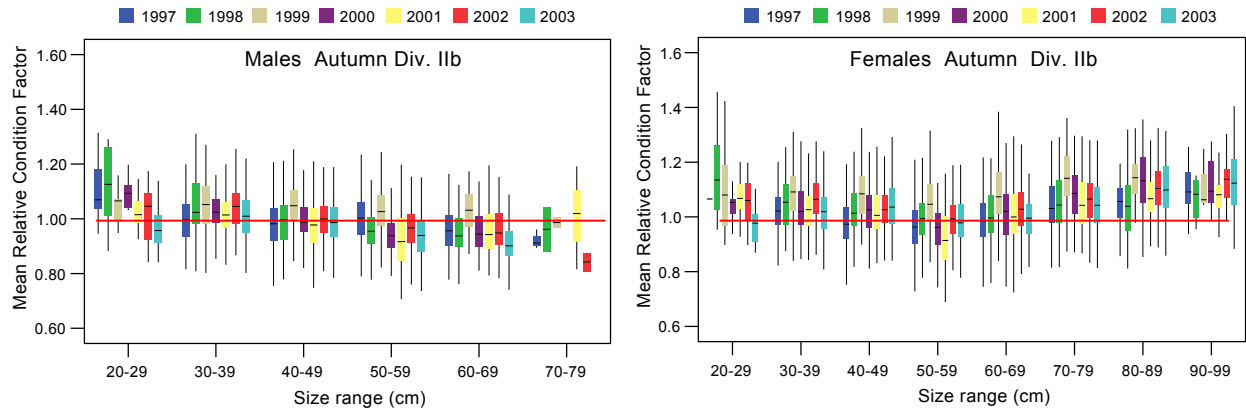 1997 1998 1999 2000 2001 2002 2003
Males Autumn Div. IIb
Mean Relative Condition Factor
1.60
1.40
1.20
1.00
0.80
0.60
20-29 30-39 40-49 50-59 60-69 70-79
Size range (cm)
1997 1998 1999 2000 2001 2002 2003
Females Autumn Div. IIb
Mean Relative Condition Factor
1.6
1.4
1.2
1.0
0.8
0.6
20-29 30-39 40-49 50-59 60-69 70-79 80-89 90-99
Size range (cm)